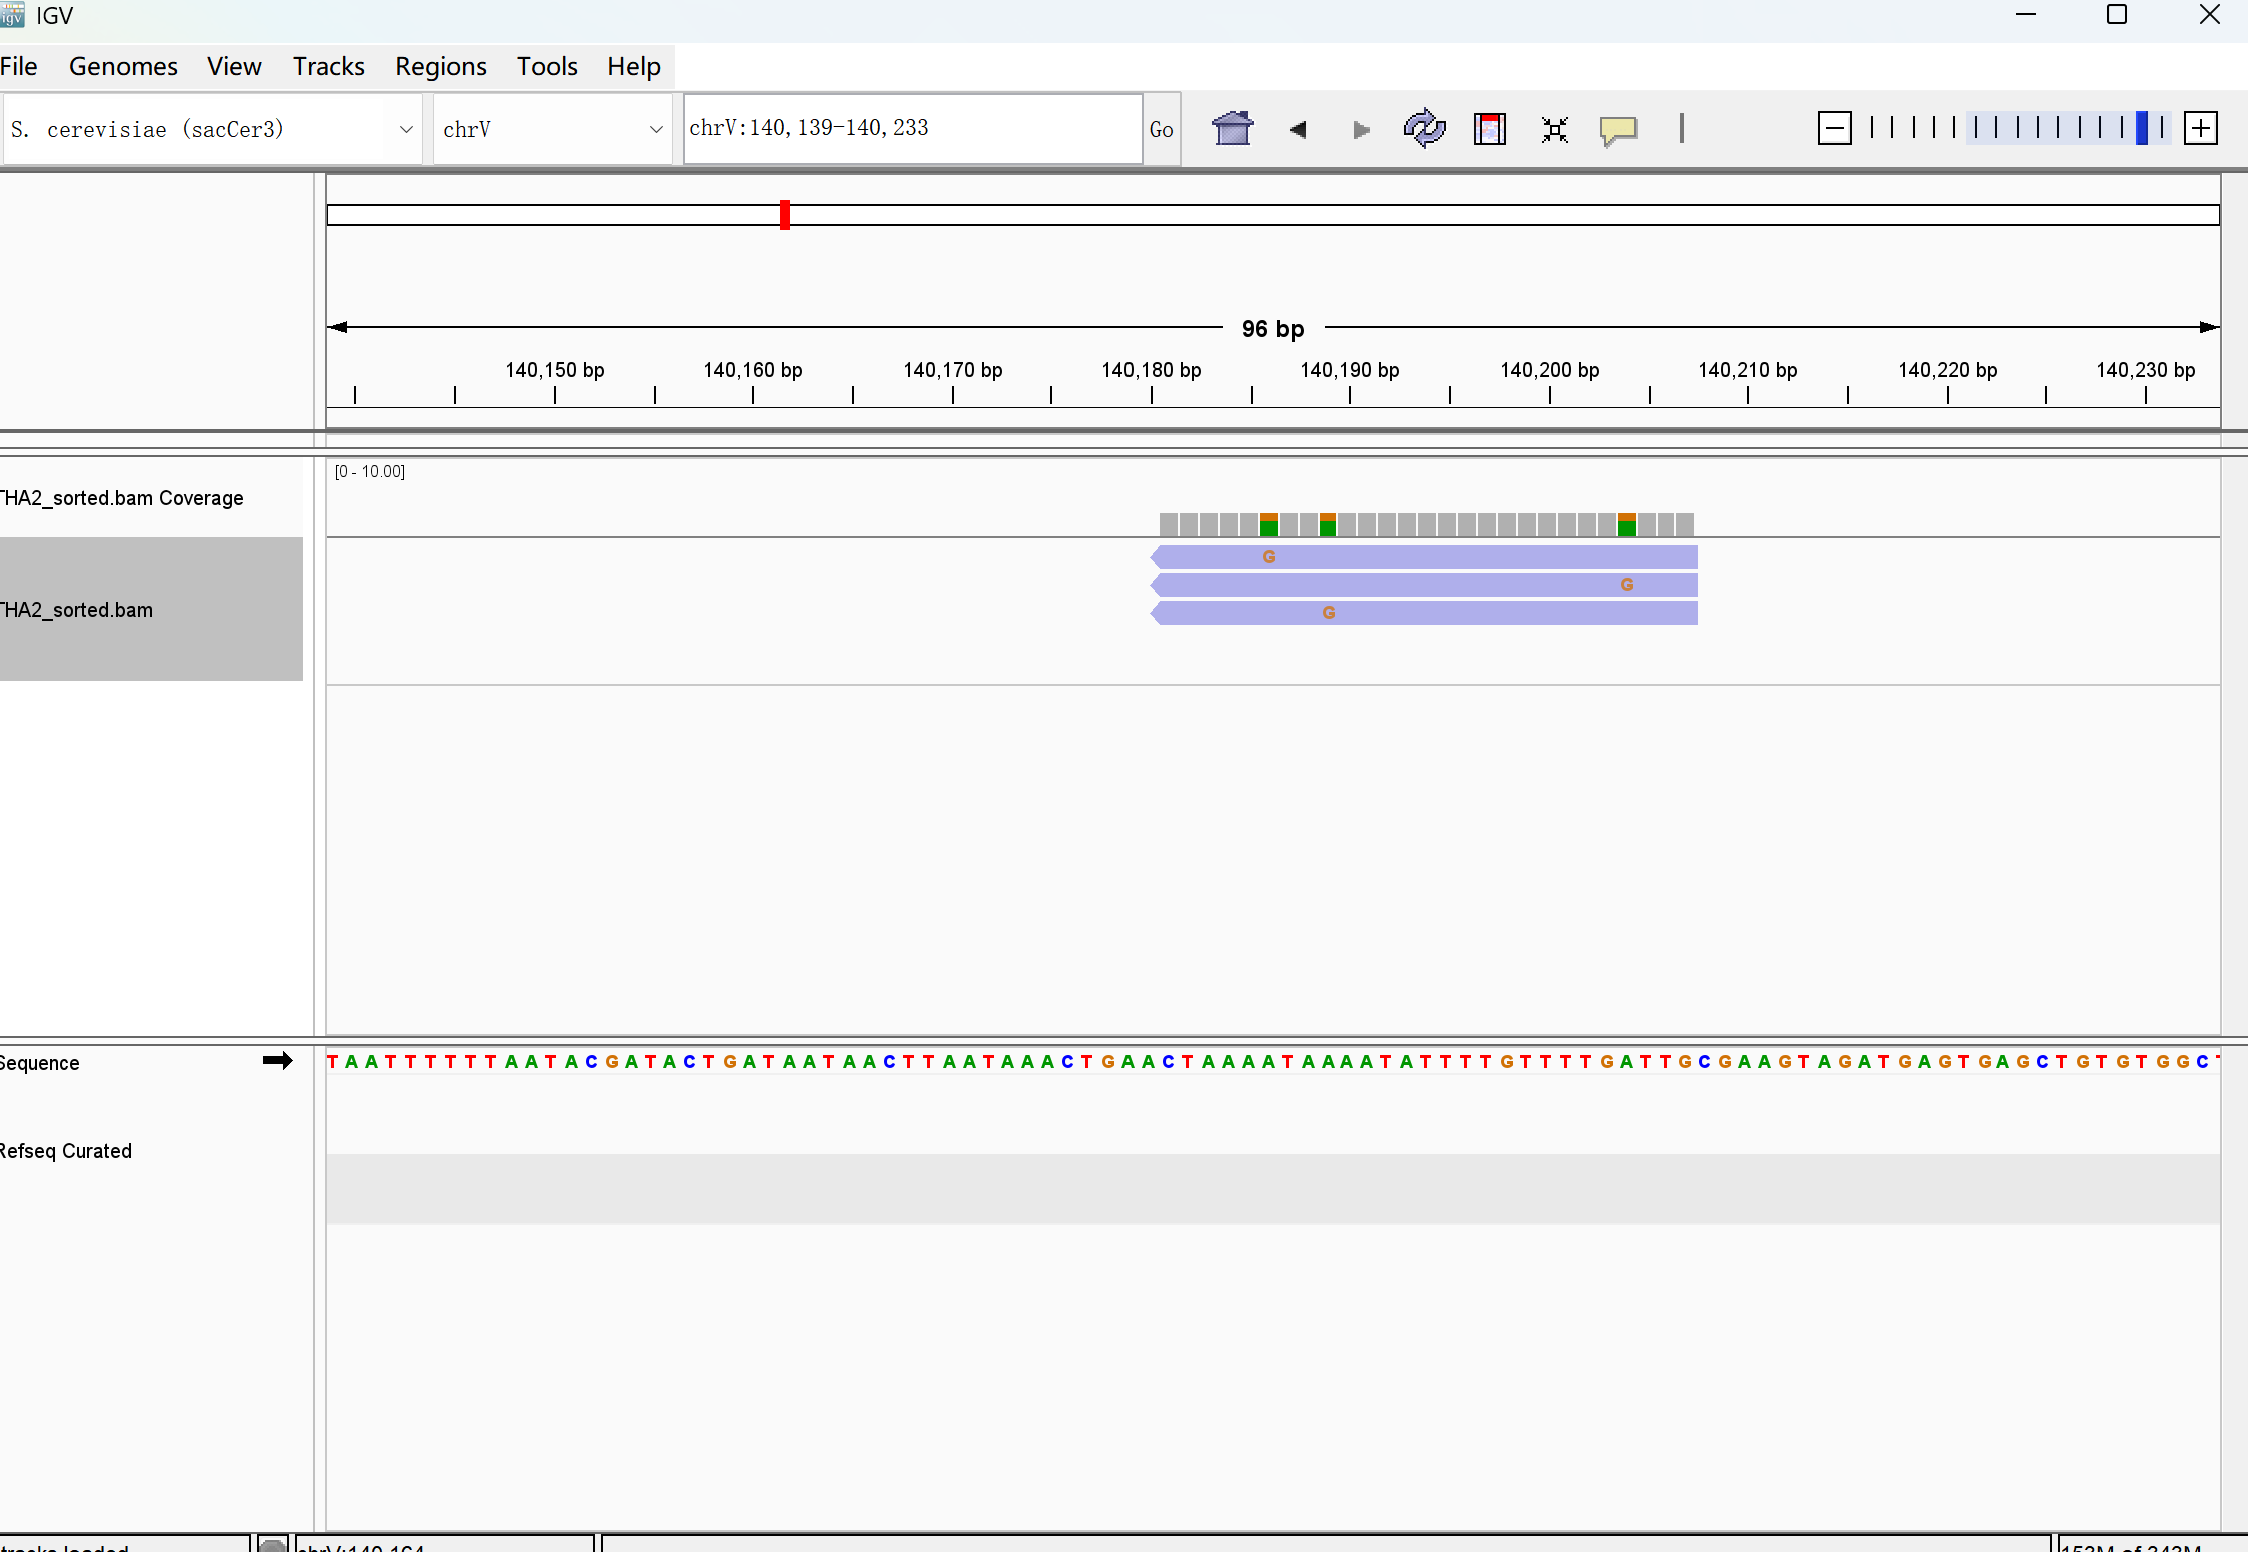 IGV
File Genomes View Tracks Regions Tools Help
S. cerevisiae (sacCer3) chrV chrV:140,139-140,233 Go
96 bp
140,150 bp 140,160 bp 140,170 bp 140,180 bp 140,190 bp 140,200 bp 140,210 bp 140,220 bp 140,230 bp
[0 - 10.00]
THA2_sorted.bam Coverage
G
G
THA2_sorted.bam
G
Sequence T A A T T T T T T A A T A C G A T A C T G A T A A T A A C T T A A T A A A C T G A A C T A A A A T A A A A T A T T T T G T T T T G A T T G C G A A G T A G A T G A G T G A G C T G T G T G G C T
Refseq Curated
tracks loaded chrV:140,164 153M of 343M